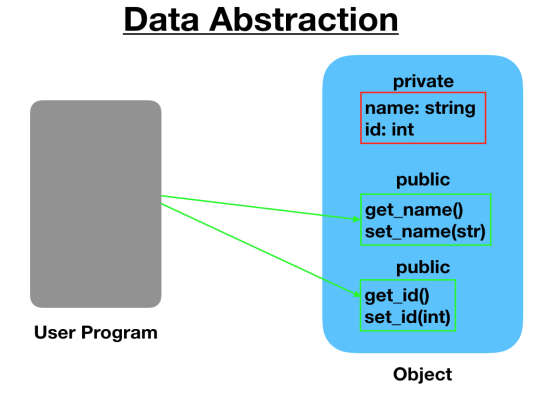 Data Abstraction
private
name: string
id: int
public
get_name()
set_name(str)
public
get_id()
set_id(int)
User Program
Object